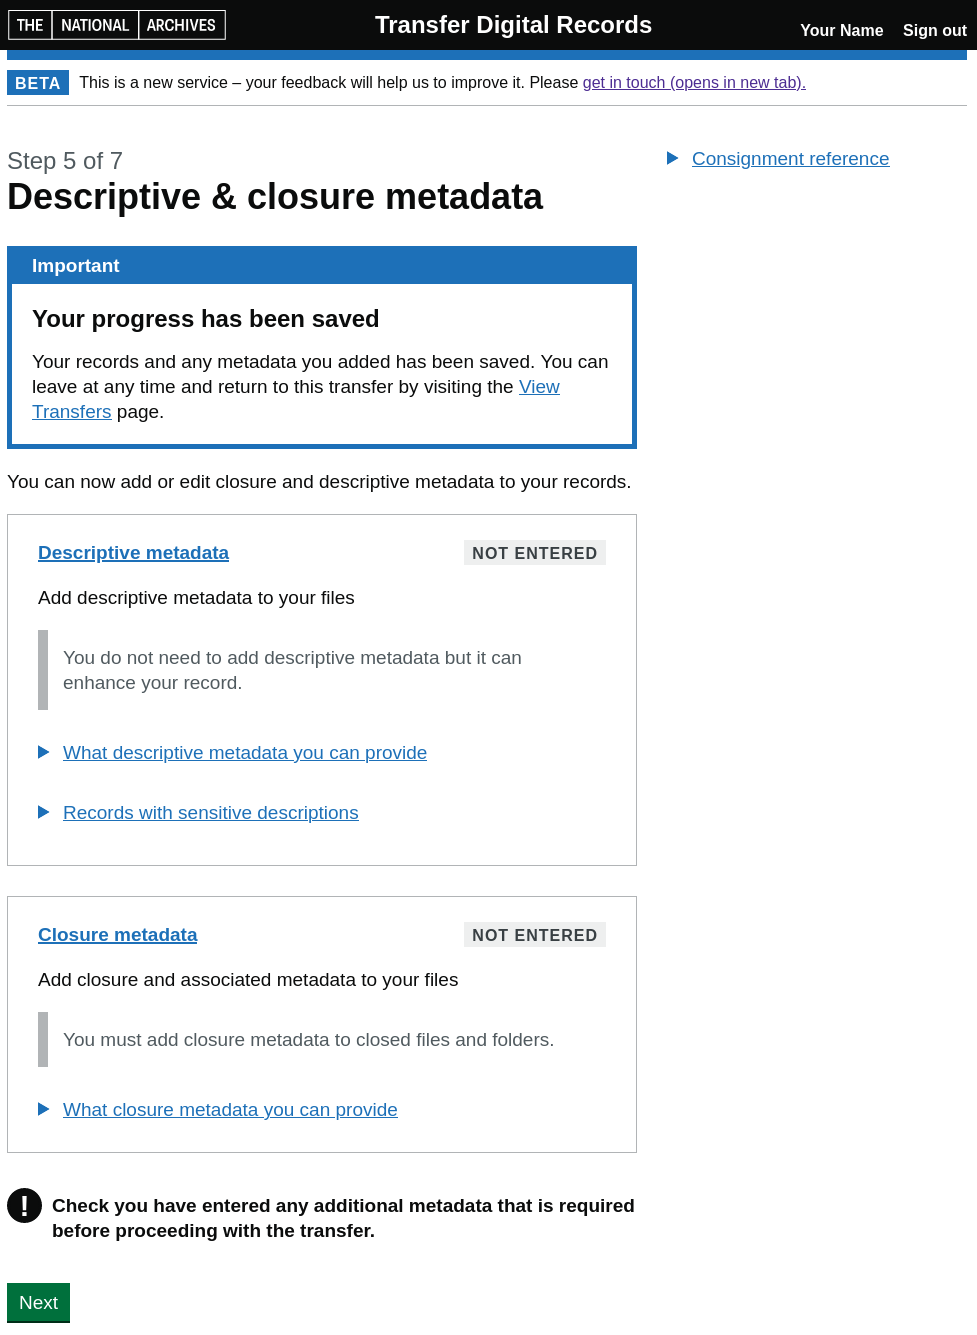 THE NATIONAL ARCHIVES
Transfer Digital Records
Your Name Sign out
BETA This is a new service – your feedback will help us to improve it. Please get in touch (opens in new tab).
Step 5 of 7
Descriptive & closure metadata
Consignment reference
Important
Your progress has been saved
Your records and any metadata you added has been saved. You can
leave at any time and return to this transfer by visiting the View
Transfers page.
You can now add or edit closure and descriptive metadata to your records.
Descriptive metadata NOT ENTERED
Add descriptive metadata to your files
You do not need to add descriptive metadata but it can
enhance your record.
What descriptive metadata you can provide
Records with sensitive descriptions
Closure metadata NOT ENTERED
Add closure and associated metadata to your files
You must add closure metadata to closed files and folders.
What closure metadata you can provide
! Check you have entered any additional metadata that is required
before proceeding with the transfer.
Next